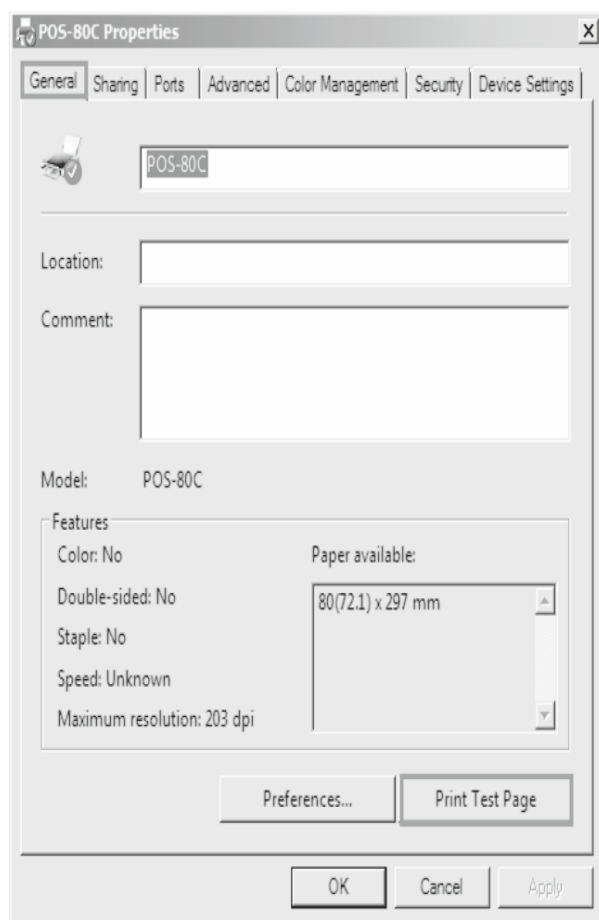 POS-80C Properties
General Sharing Ports Advanced Color Management Security Device Settings
POS-80C
Location:
Comment:
Model: POS-80C
Features
Color: No
Double-sided: No
Staple: No
Speed: Unknown
Maximum resolution: 203 dpi
Paper available:
80(72.1) x 297 mm
Preferences... Print Test Page
OK Cancel Apply